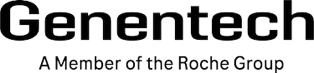 Genentech
A Member of the Roche Group